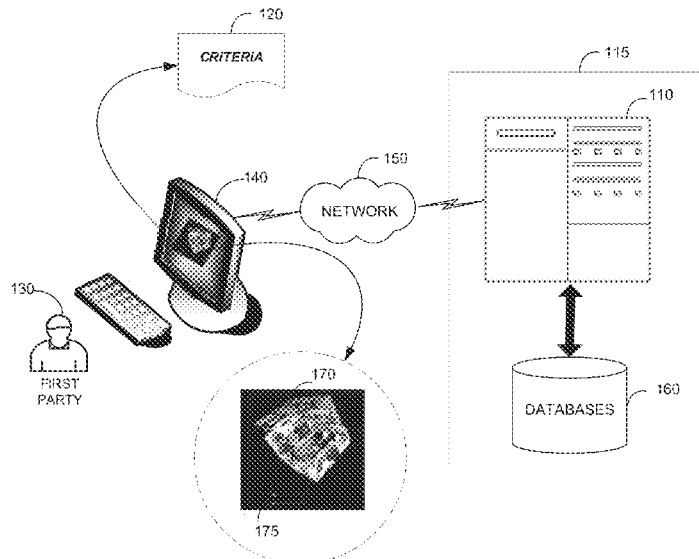 120
CRITERIA
115
110
150
140
NETWORK
130
FIRST
PARTY
170
DATABASES
160
175